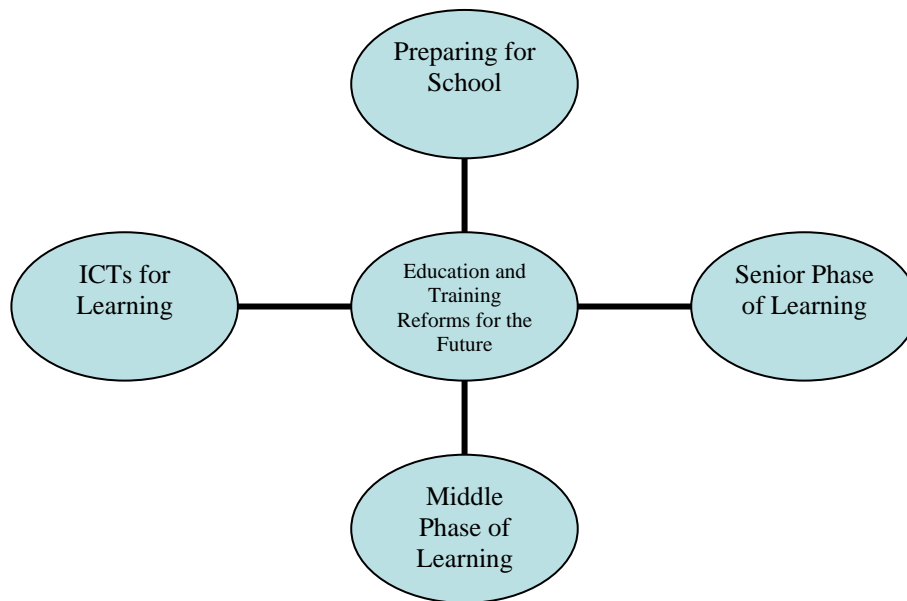 Preparing for
School
ICTs for
Learning
Education and
Training
Reforms for the
Future
Senior Phase
of Learning
Middle
Phase of
Learning